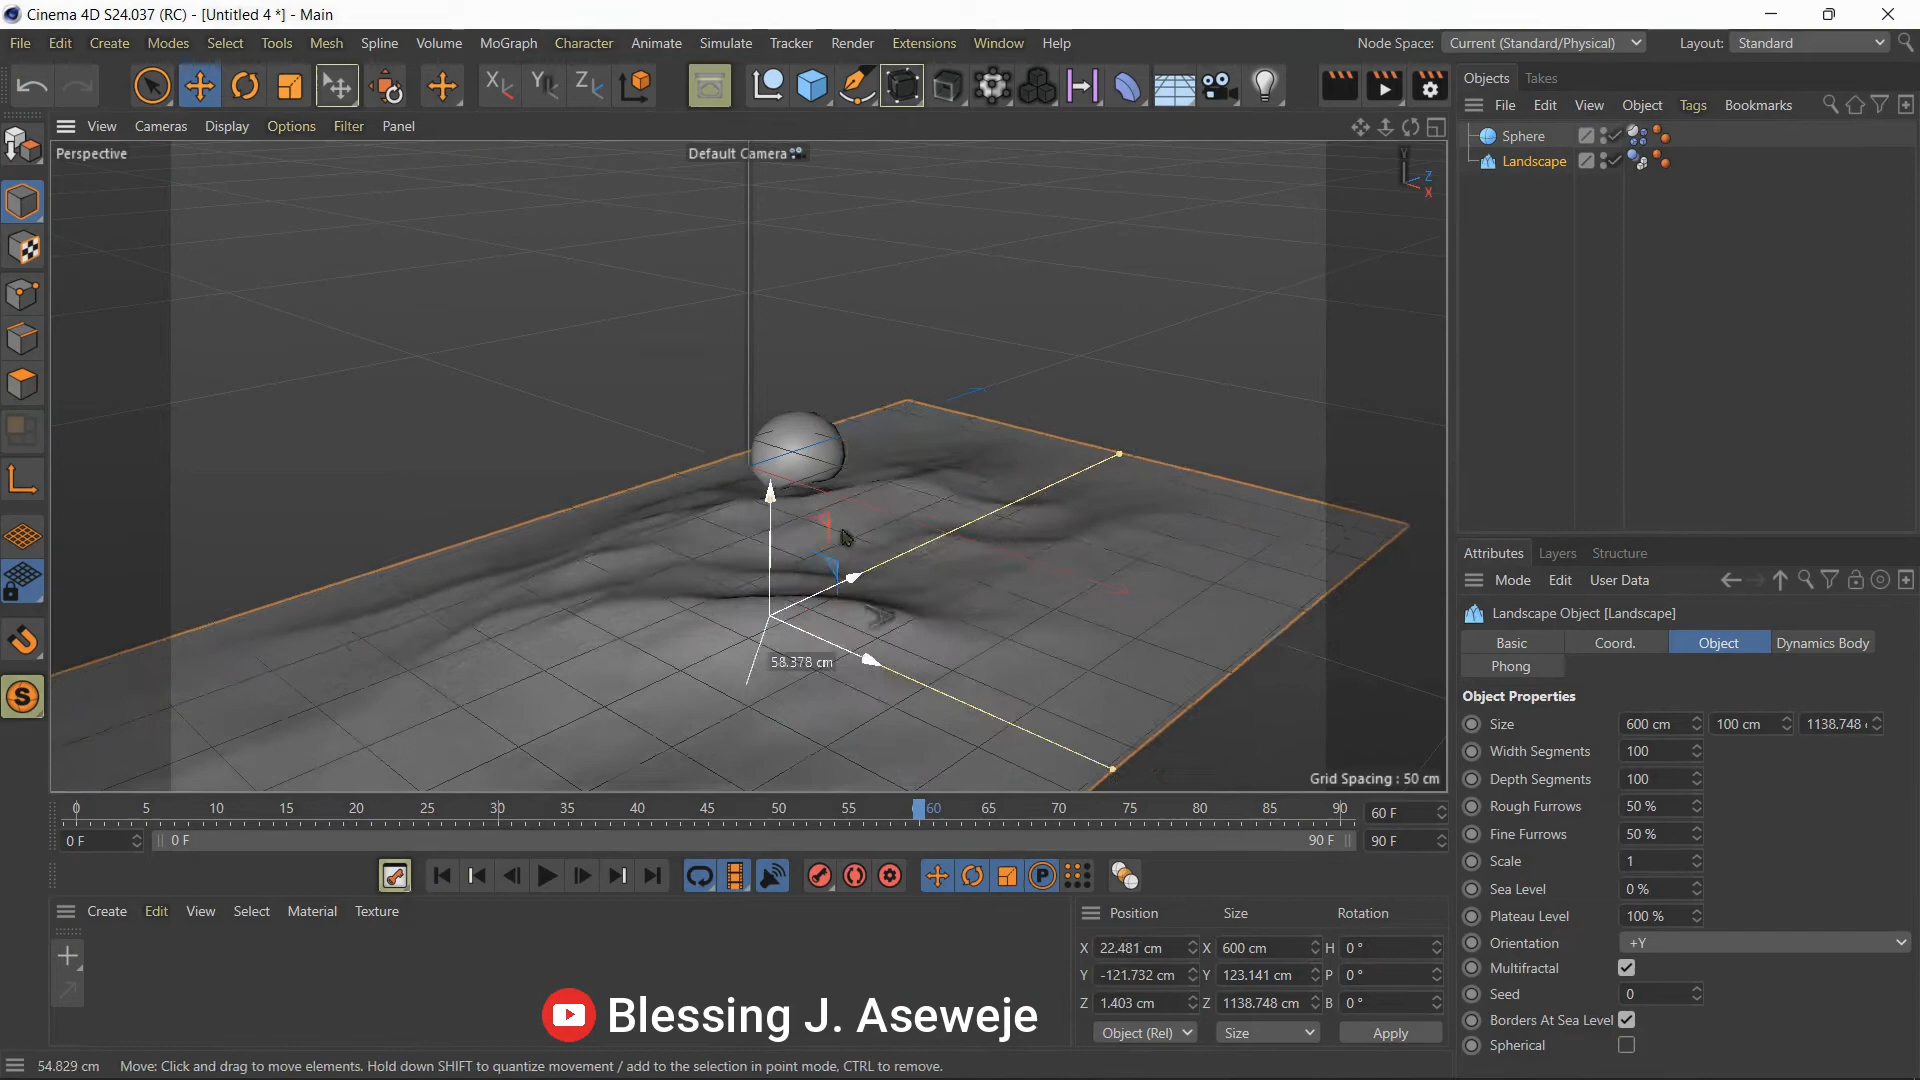 Cinema 4D S24.037 (RC) - [Untitled 4 *] - Main
File Edit Create Modes Select Tools Mesh Spline Volume MoGraph Character Animate Simulate Tracker Render Extensions Window Help
Node Space: Current (Standard/Physical) Layout: Standard
X Y Z
Objects Takes
File Edit View Object Tags Bookmarks
Sphere
Landscape
View Cameras Display Options Filter Panel
Perspective
Default Camera
Y
Z
X
58.378 cm
Grid Spacing : 50 cm
Attributes Layers Structure
Mode Edit User Data
Landscape Object [Landscape]
Basic Coord. Object Dynamics Body
Phong
Object Properties
Size 600 cm 100 cm 1138.748
Width Segments 100
Depth Segments 100
Rough Furrows 50 %
Fine Furrows 50 %
Scale 1
Sea Level 0 %
Plateau Level 100 %
Orientation +Y
Multifractal
Seed 0
Borders At Sea Level
Spherical
0 5 10 15 20 25 30 35 40 45 50 55 60 65 70 75 80 85 90 60 F
0 F 0 F 90 F 90 F
P
S
Create Edit View Select Material Texture
Position Size Rotation
X 22.481 cm X 600 cm H 0 °
Y -121.732 cm Y 123.141 cm P 0 °
Z 1.403 cm Z 1138.748 cm B 0 °
Object (Rel) Size Apply
Blessing J. Aseweje
54.829 cm Move: Click and drag to move elements. Hold down SHIFT to quantize movement / add to the selection in point mode, CTRL to remove.